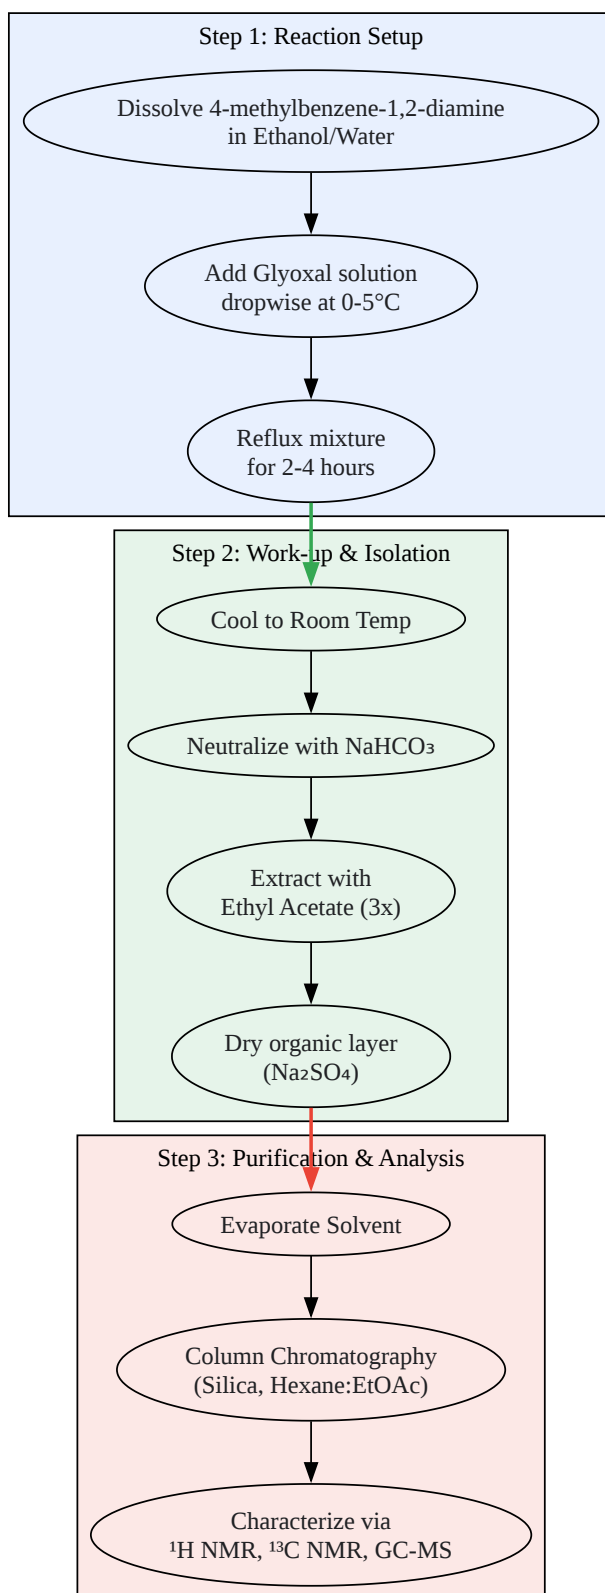 Step 1: Reaction Setup
Dissolve 4-methylbenzene-1,2-diamine
in Ethanol/Water
Add Glyoxal solution
dropwise at 0-5°C
Reflux mixture
for 2-4 hours
Step 2: Work-up & Isolation
Cool to Room Temp
Neutralize with NaHCO₃
Extract with
Ethyl Acetate (3x)
Dry organic layer
(Na₂SO₄)
Step 3: Purification & Analysis
Evaporate Solvent
Column Chromatography
(Silica, Hexane:EtOAc)
Characterize via
¹H NMR, ¹³C NMR, GC-MS